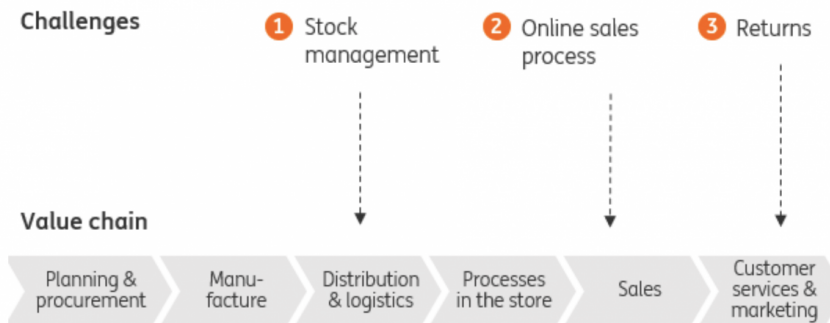 Challenges
1 Stock
management
2 Online sales
process
3 Returns
Value chain
Planning &
procurement
Manu-
facture
Distribution
& logistics
Processes
in the store
Sales
Customer
services &
marketing